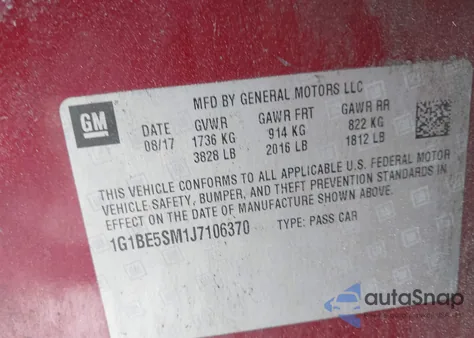 MFD BY GENERAL MOTORS LLC
GM
DATE GVWR GAWR FRT GAWR RR
08/17 1736 KG 914 KG 822 KG
3828 LB 2016 LB 1812 LB
THIS VEHICLE CONFORMS TO ALL APPLICABLE U.S. FEDERAL MOTOR
VEHICLE SAFETY, BUMPER, AND THEFT PREVENTION STANDARDS IN
EFFECT ON THE DATE OF MANUFACTURE SHOWN ABOVE.
1G1BE5SM1J7106370 TYPE: PASS CAR
autoSnap